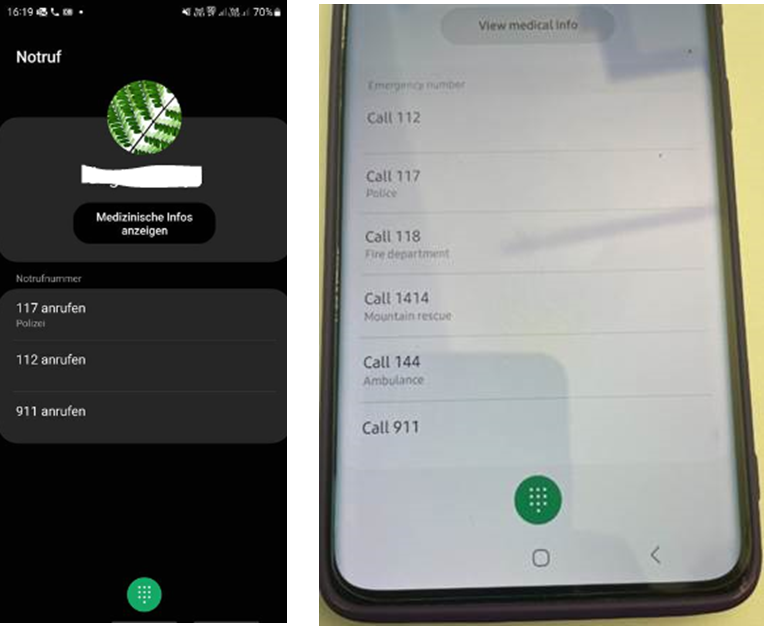 16:19
70%
Notruf
Medizinische Infos
anzeigen
Notrufnummer
117 anrufen
Polizei
112 anrufen
911 anrufen
View medical info
Emergency number
Call 112
Call 117
Police
Call 118
Fire department
Call 1414
Mountain rescue
Call 144
Ambulance
Call 911